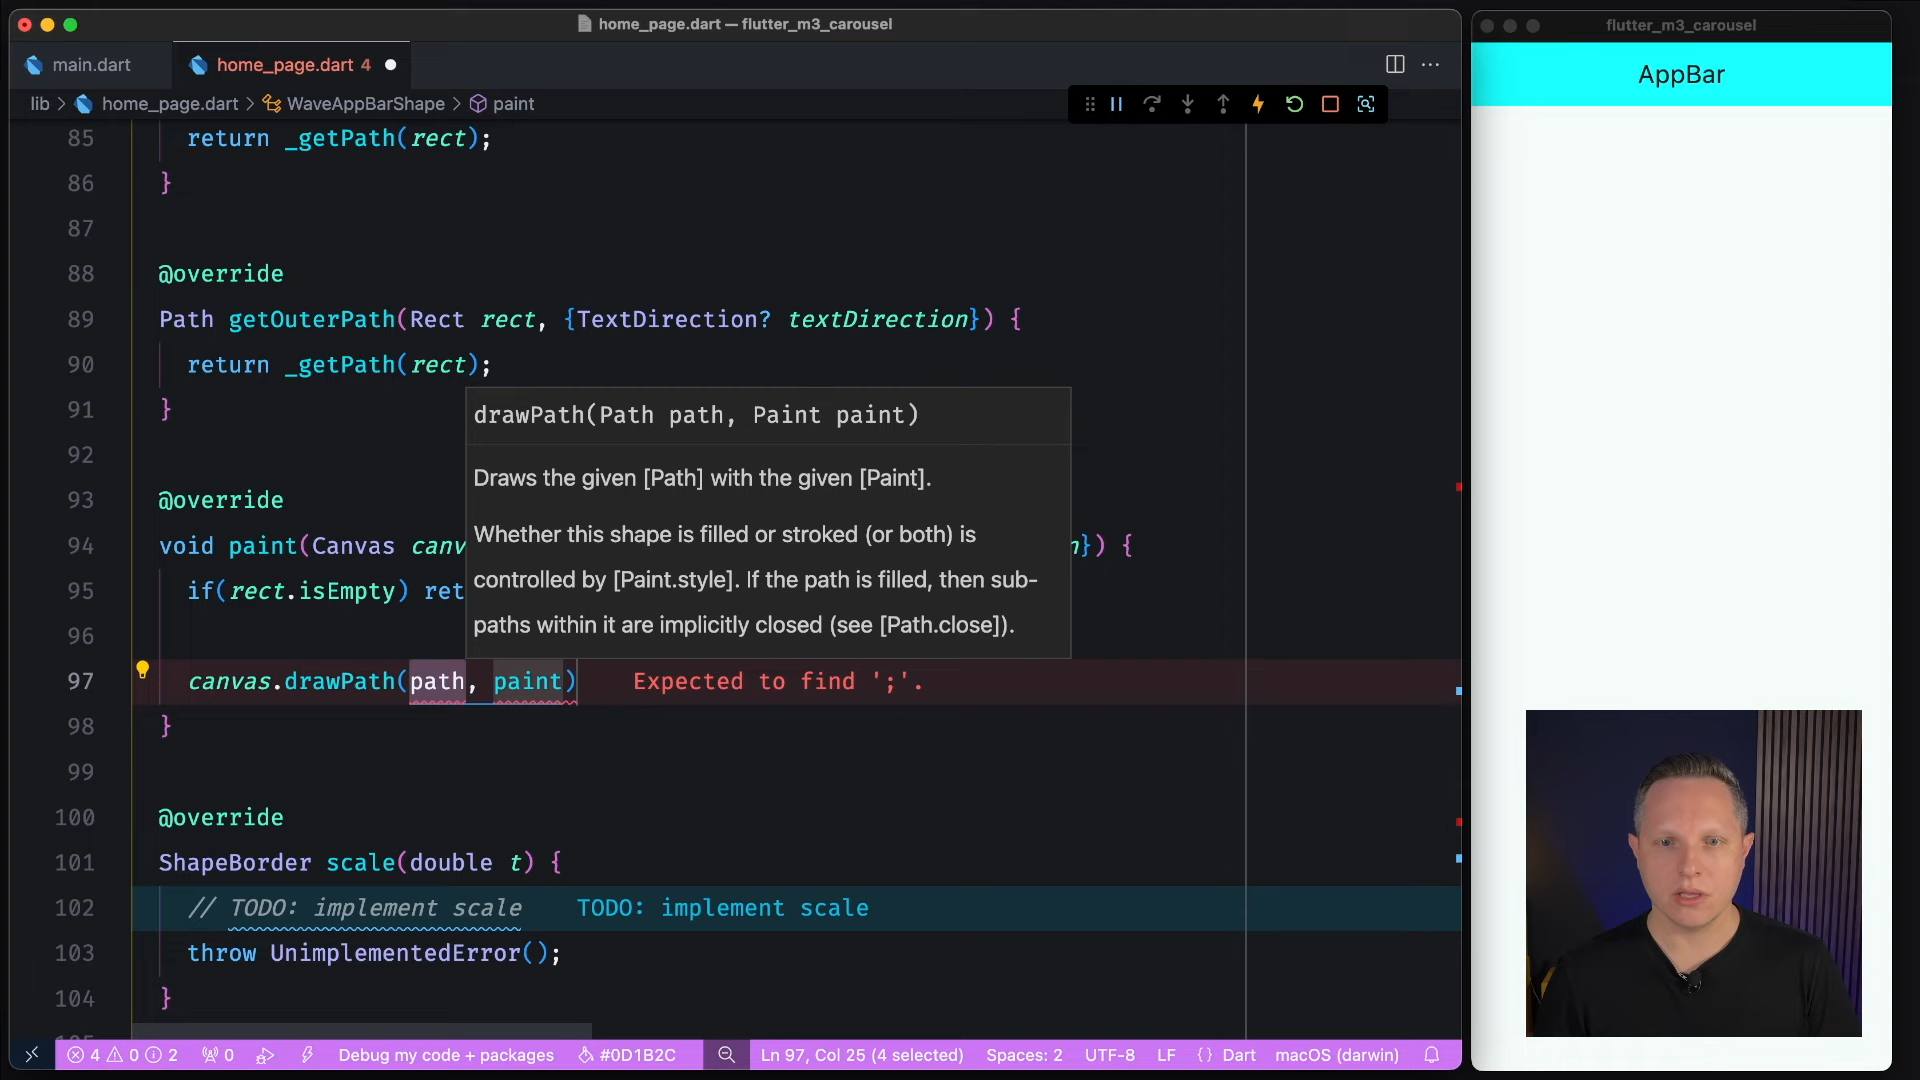 home_page.dart — flutter_m3_carousel
flutter_m3_carousel
main.dart
home_page.dart 4
AppBar
lib > home_page.dart > WaveAppBarShape > paint
85 return _getPath(rect);
86 }
87
88 @override
89 Path getOuterPath(Rect rect, {TextDirection? textDirection}) {
90 return _getPath(rect);
91 }
92
93 @override
94 void paint(Canvas canv n}) {
95 if(rect.isEmpty) ret
96
97 canvas.drawPath(path, paint) Expected to find ';'.
98 }
99
100 @override
101 ShapeBorder scale(double t) {
102 // TODO: implement scale TODO: implement scale
103 throw UnimplementedError();
104 }
drawPath(Path path, Paint paint)
Draws the given [Path] with the given [Paint].
Whether this shape is filled or stroked (or both) is
controlled by [Paint.style]. If the path is filled, then sub-
paths within it are implicitly closed (see [Path.close]).
4 0 2 0 Debug my code + packages #0D1B2C Ln 97, Col 25 (4 selected) Spaces: 2 UTF-8 LF {} Dart macOS (darwin)